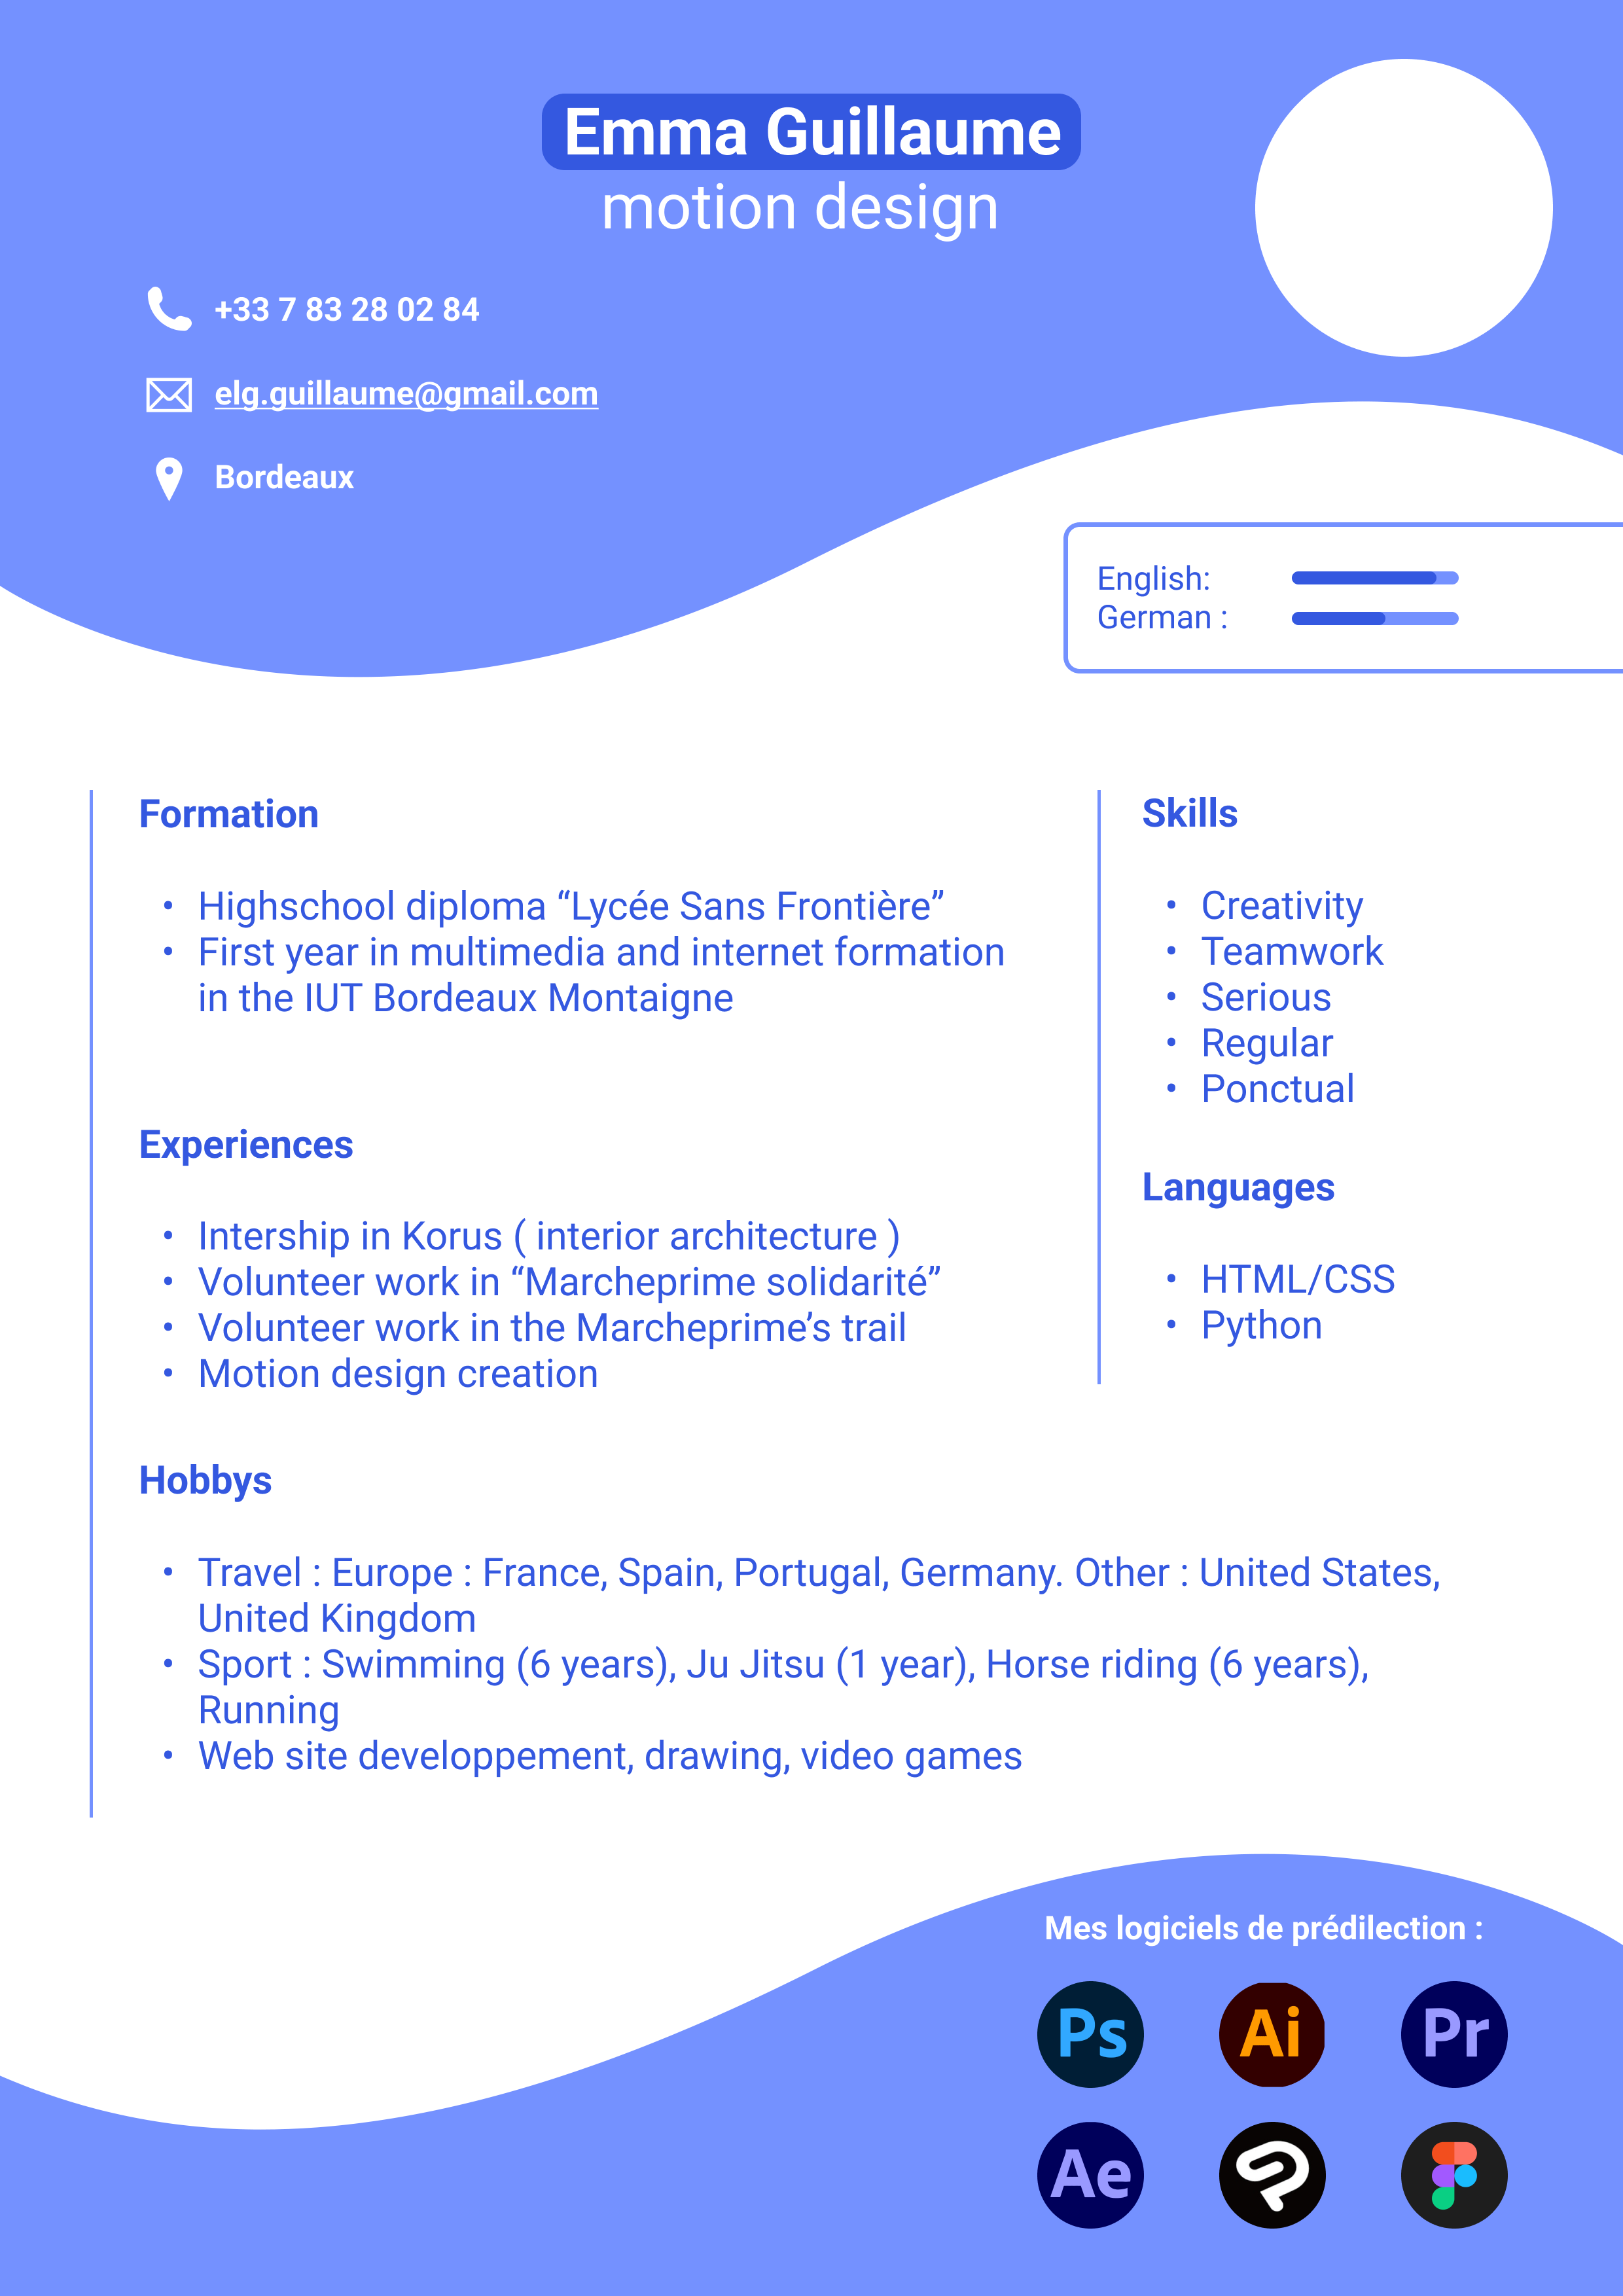 Emma Guillaume
motion design
+33 7 83 28 02 84
elg.guillaume@gmail.com
Bordeaux
English:
German :
Formation
• Highschool diploma “Lycée Sans Frontière”
• First year in multimedia and internet formation
in the IUT Bordeaux Montaigne
Experiences
• Intership in Korus ( interior architecture )
• Volunteer work in “Marcheprime solidarité”
• Volunteer work in the Marcheprime’s trail
• Motion design creation
Skills
• Creativity
• Teamwork
• Serious
• Regular
• Ponctual
Languages
• HTML/CSS
• Python
Hobbys
• Travel : Europe : France, Spain, Portugal, Germany. Other : United States,
United Kingdom
• Sport : Swimming (6 years), Ju Jitsu (1 year), Horse riding (6 years),
Running
• Web site developpement, drawing, video games
Mes logiciels de prédilection :
Ps Ai Pr
Ae